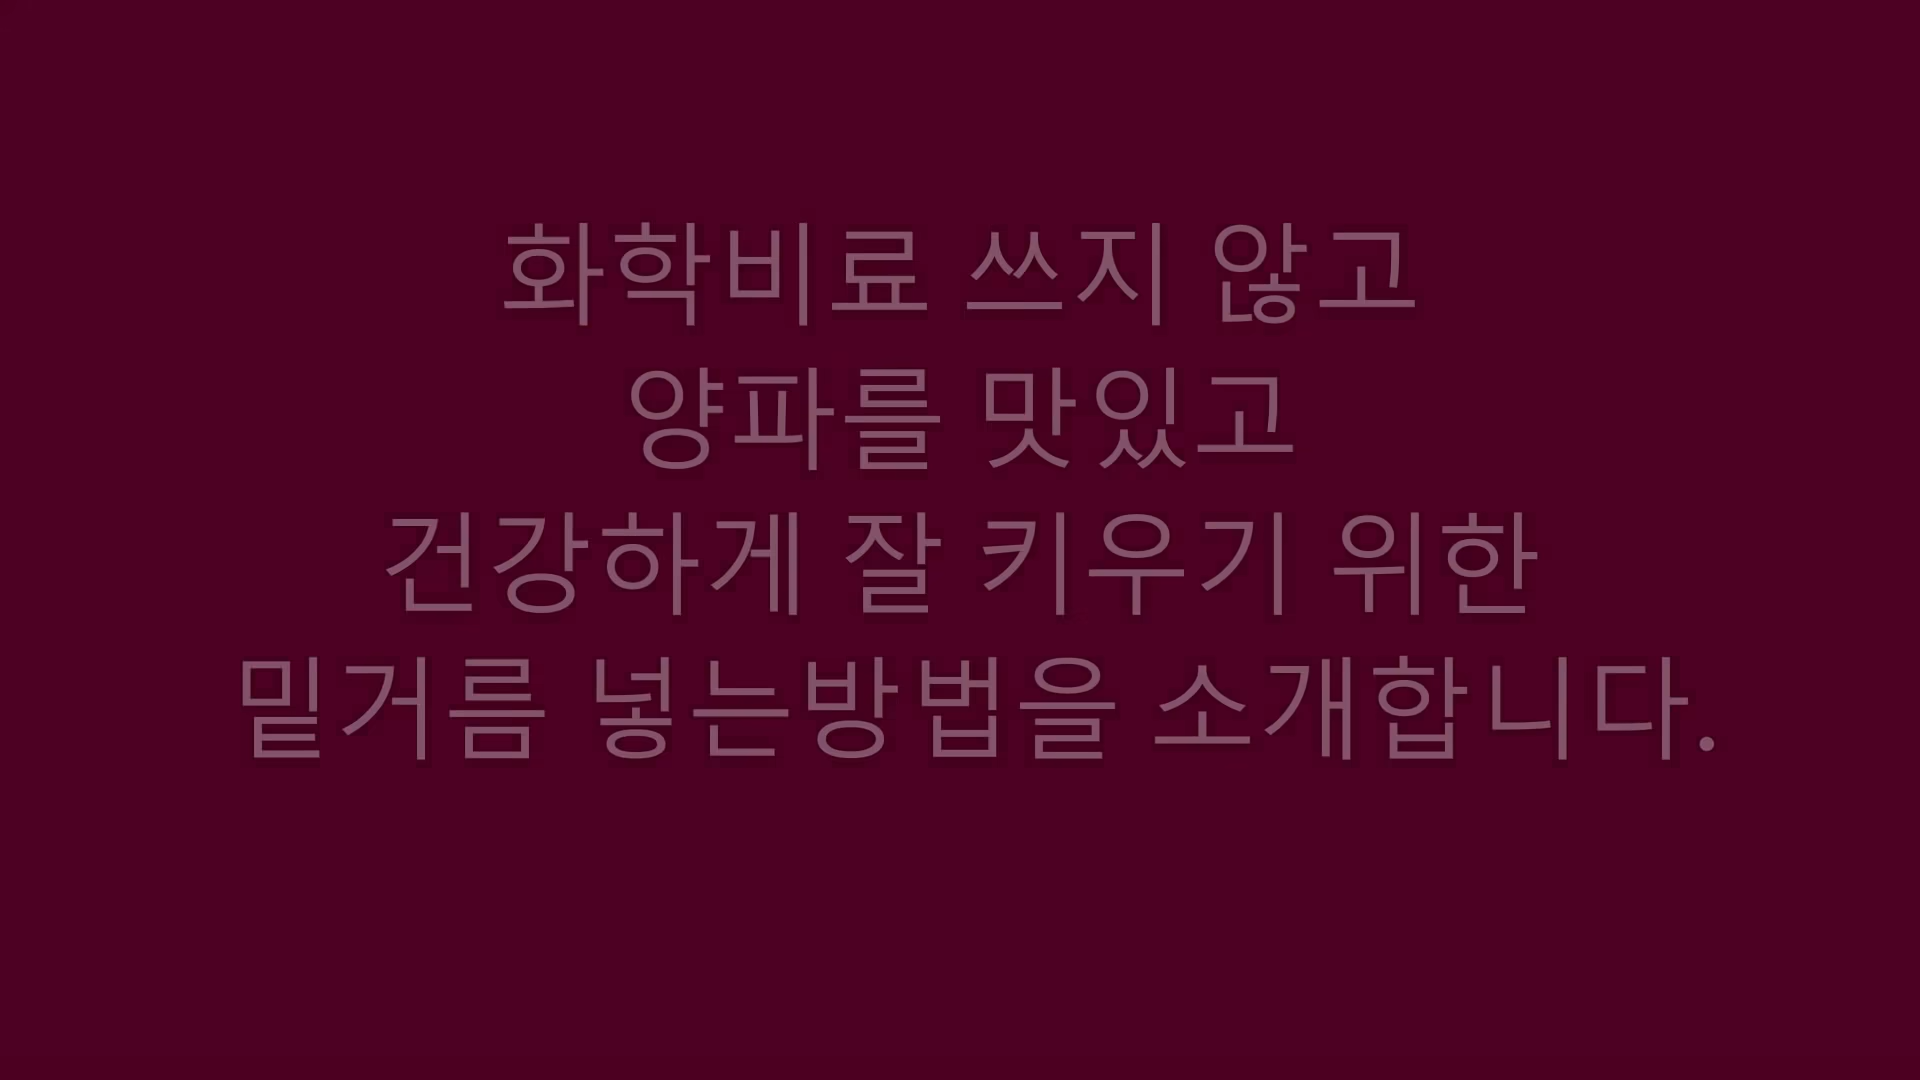 화학비료 쓰지 않고
양파를 맛있고
건강하게 잘 키우기 위한
밑거름 넣는방법을 소개합니다.